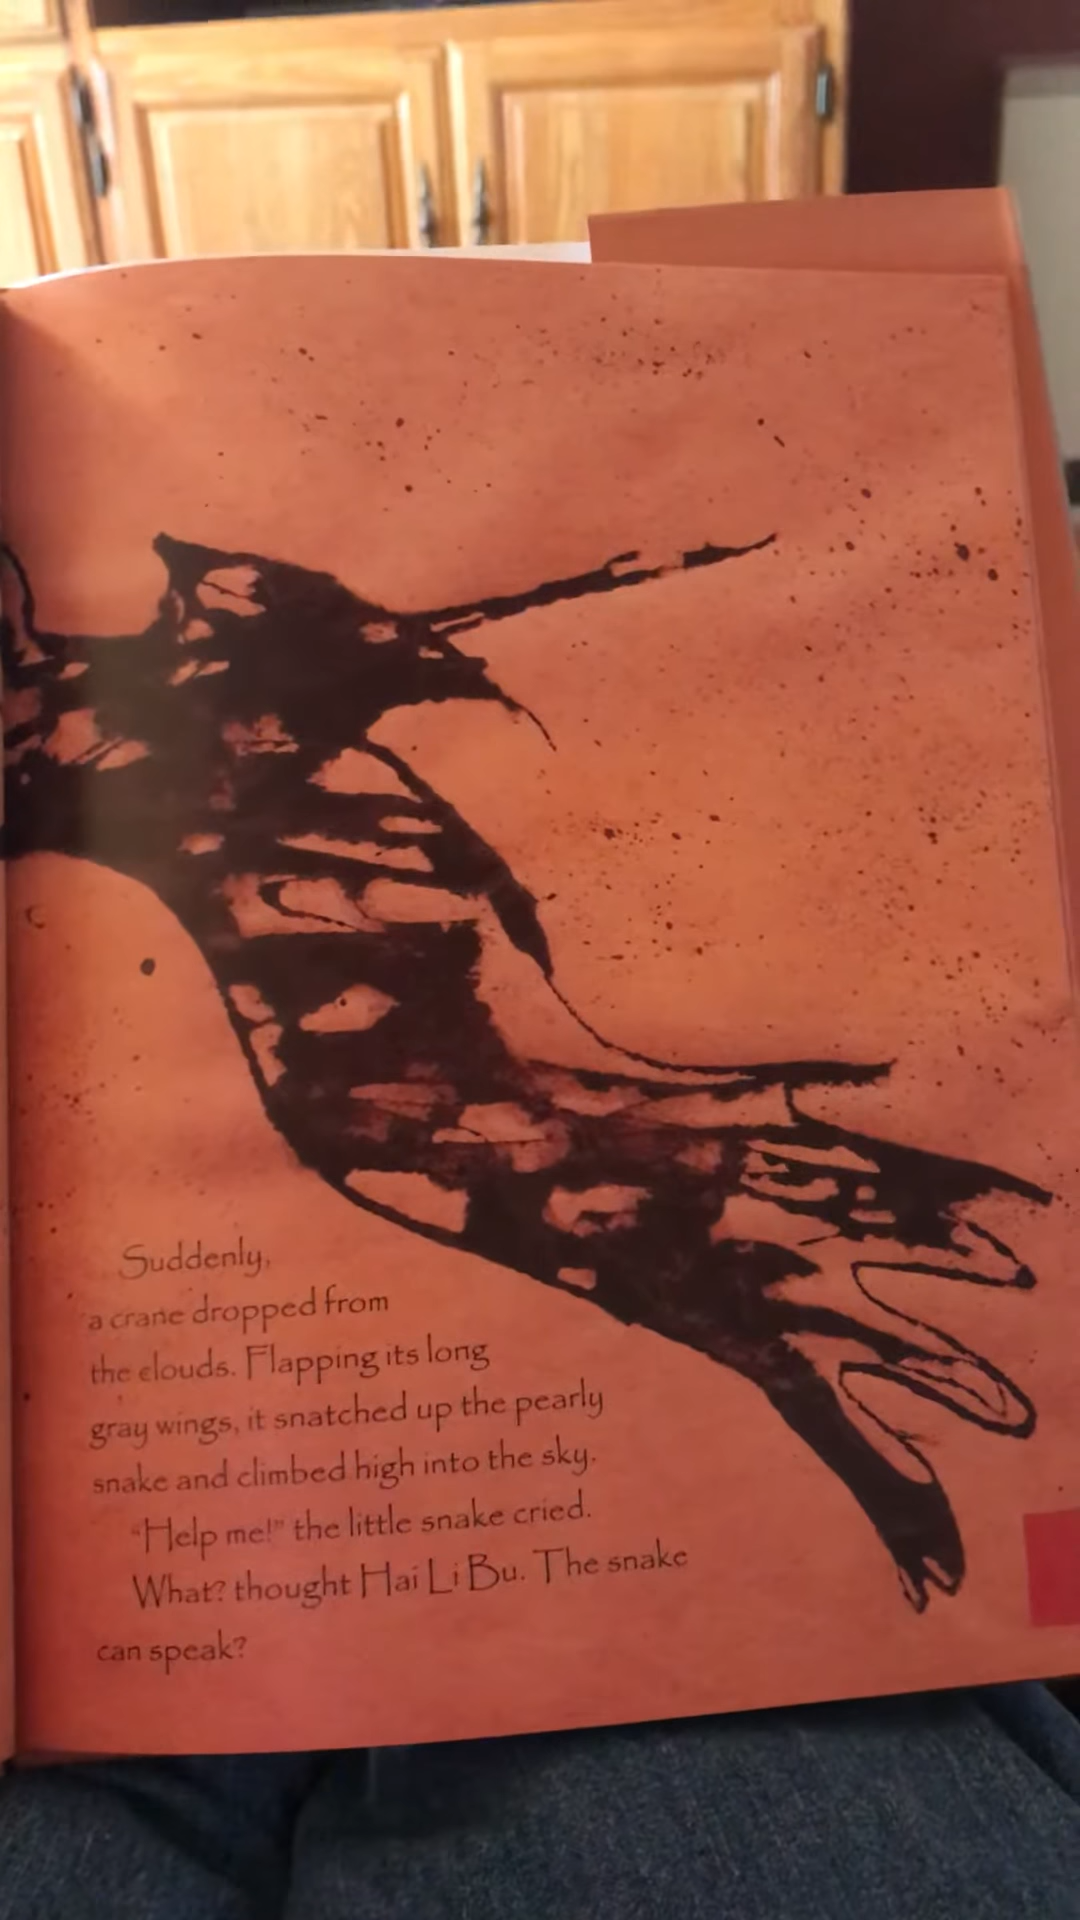 Suddenly,
a crane dropped from
the clouds. Flapping its long
gray wings, it snatched up the pearly
snake and climbed high into the sky.
"Help me!" the little snake cried.
What? thought Hai Li Bu. The snake
can speak?